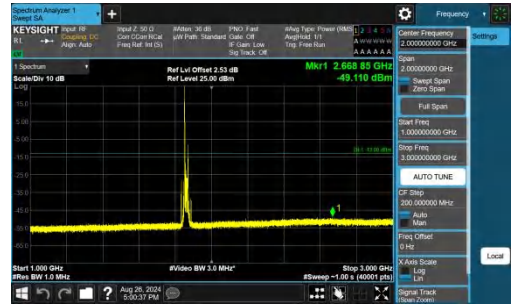 Spectrum Analyzer 1
Swept SA
Frequency
KEYSIGHT
Input: RF
Coupling: DC
Align: Auto
Input Z: 50 Ω
Corr CCorr RCal
Freq Ref: Int (S)
#Atten: 30 dB
µW Path: Standard
PNO: Fast
Gate: Off
IF Gain: Low
Sig Track: Off
#Avg Type: Power (RMS)
Avg|Hold: 1/1
Trig: Free Run
1 2 3 4 5 6
A W W W W W
A A A A A A
1 Spectrum
Scale/Div 10 dB
Log
Ref Lvl Offset 2.53 dB
Ref Level 25.00 dBm
Mkr1 2.668 85 GHz
-49.110 dBm
15.0
5.00
-5.00
-15.0
-25.0
-35.0
-45.0
-55.0
-65.0
1
Start 1.000 GHz
#Res BW 1.0 MHz
#Video BW 3.0 MHz*
Stop 3.000 GHz
#Sweep ~1.00 s (40001 pts)
Center Frequency
2.000000000 GHz
Span
2.00000000 GHz
Swept Span
Zero Span
Full Span
Start Freq
1.000000000 GHz
Stop Freq
3.000000000 GHz
AUTO TUNE
CF Step
200.000000 MHz
Auto
Man
Freq Offset
0 Hz
X Axis Scale
Log
Lin
Signal Track
(Span Zoom)
Settings
Local
Aug 26, 2024
5:00:37 PM